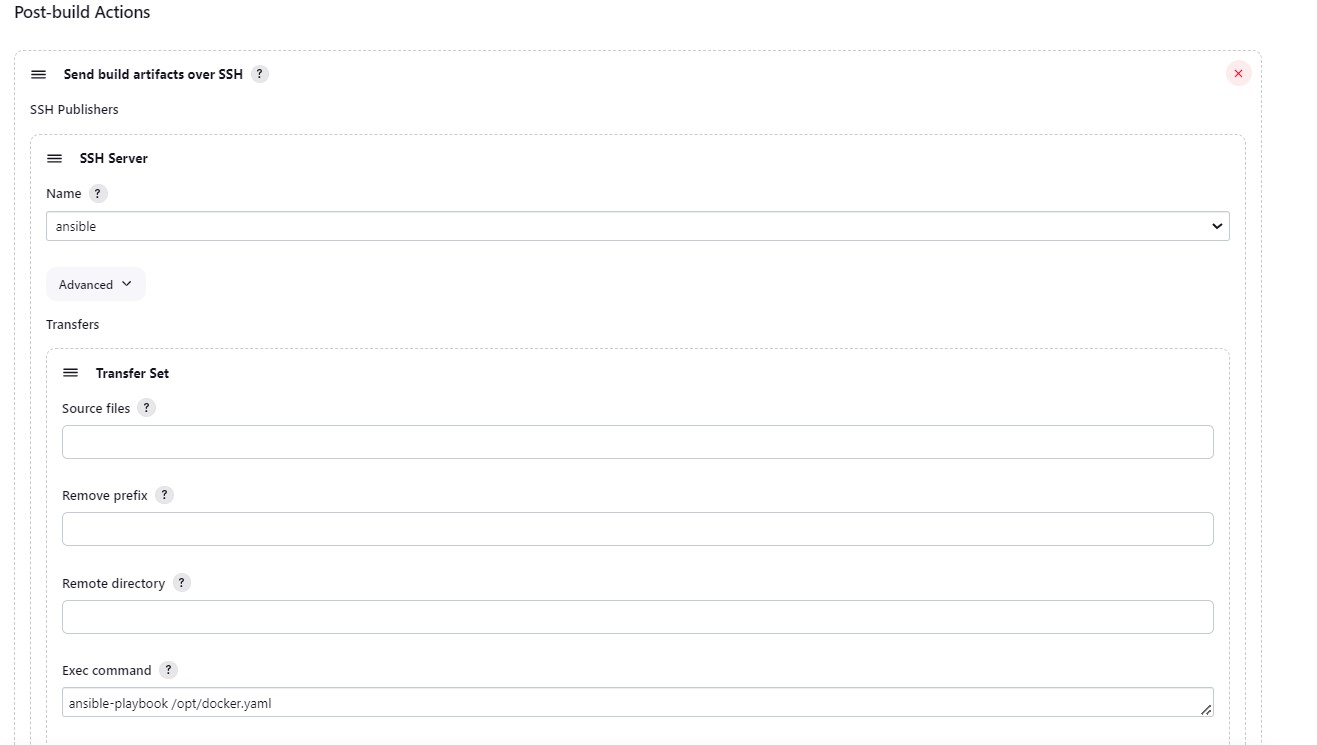 Post-build Actions
Send build artifacts over SSH ?
SSH Publishers
SSH Server
Name ?
ansible
Advanced
Transfers
Transfer Set
Source files ?
Remove prefix ?
Remote directory ?
Exec command ?
ansible-playbook /opt/docker.yaml